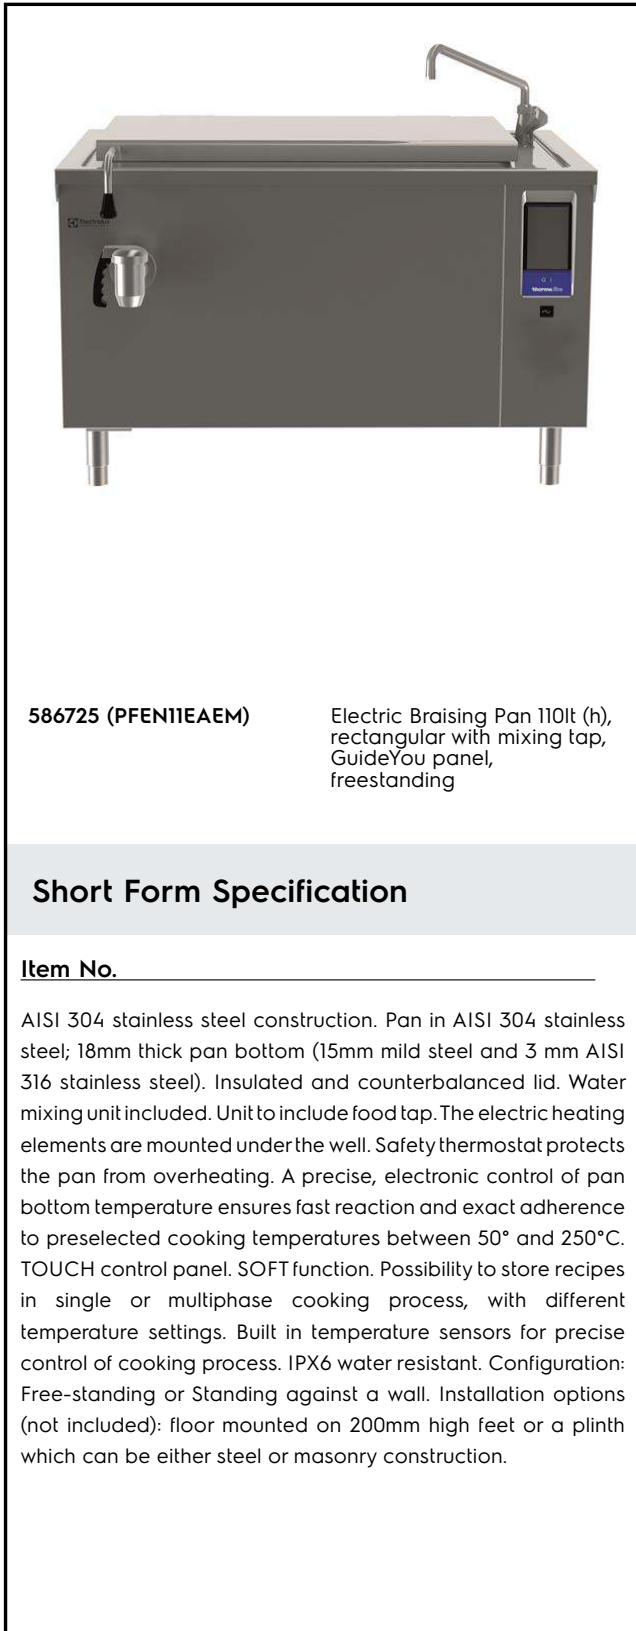 Electrolux
thermaline
586725 (PFEN11EAEM)
Electric Braising Pan 110lt (h),
rectangular with mixing tap,
GuideYou panel,
freestanding
Short Form Specification
Item No.
AISI 304 stainless steel construction. Pan in AISI 304 stainless
steel; 18mm thick pan bottom (15mm mild steel and 3 mm AISI
316 stainless steel). Insulated and counterbalanced lid. Water
mixing unit included. Unit to include food tap. The electric heating
elements are mounted under the well. Safety thermostat protects
the pan from overheating. A precise, electronic control of pan
bottom temperature ensures fast reaction and exact adherence
to preselected cooking temperatures between 50° and 250°C.
TOUCH control panel. SOFT function. Possibility to store recipes
in single or multiphase cooking process, with different
temperature settings. Built in temperature sensors for precise
control of cooking process. IPX6 water resistant. Configuration:
Free-standing or Standing against a wall. Installation options
(not included): floor mounted on 200mm high feet or a plinth
which can be either steel or masonry construction.